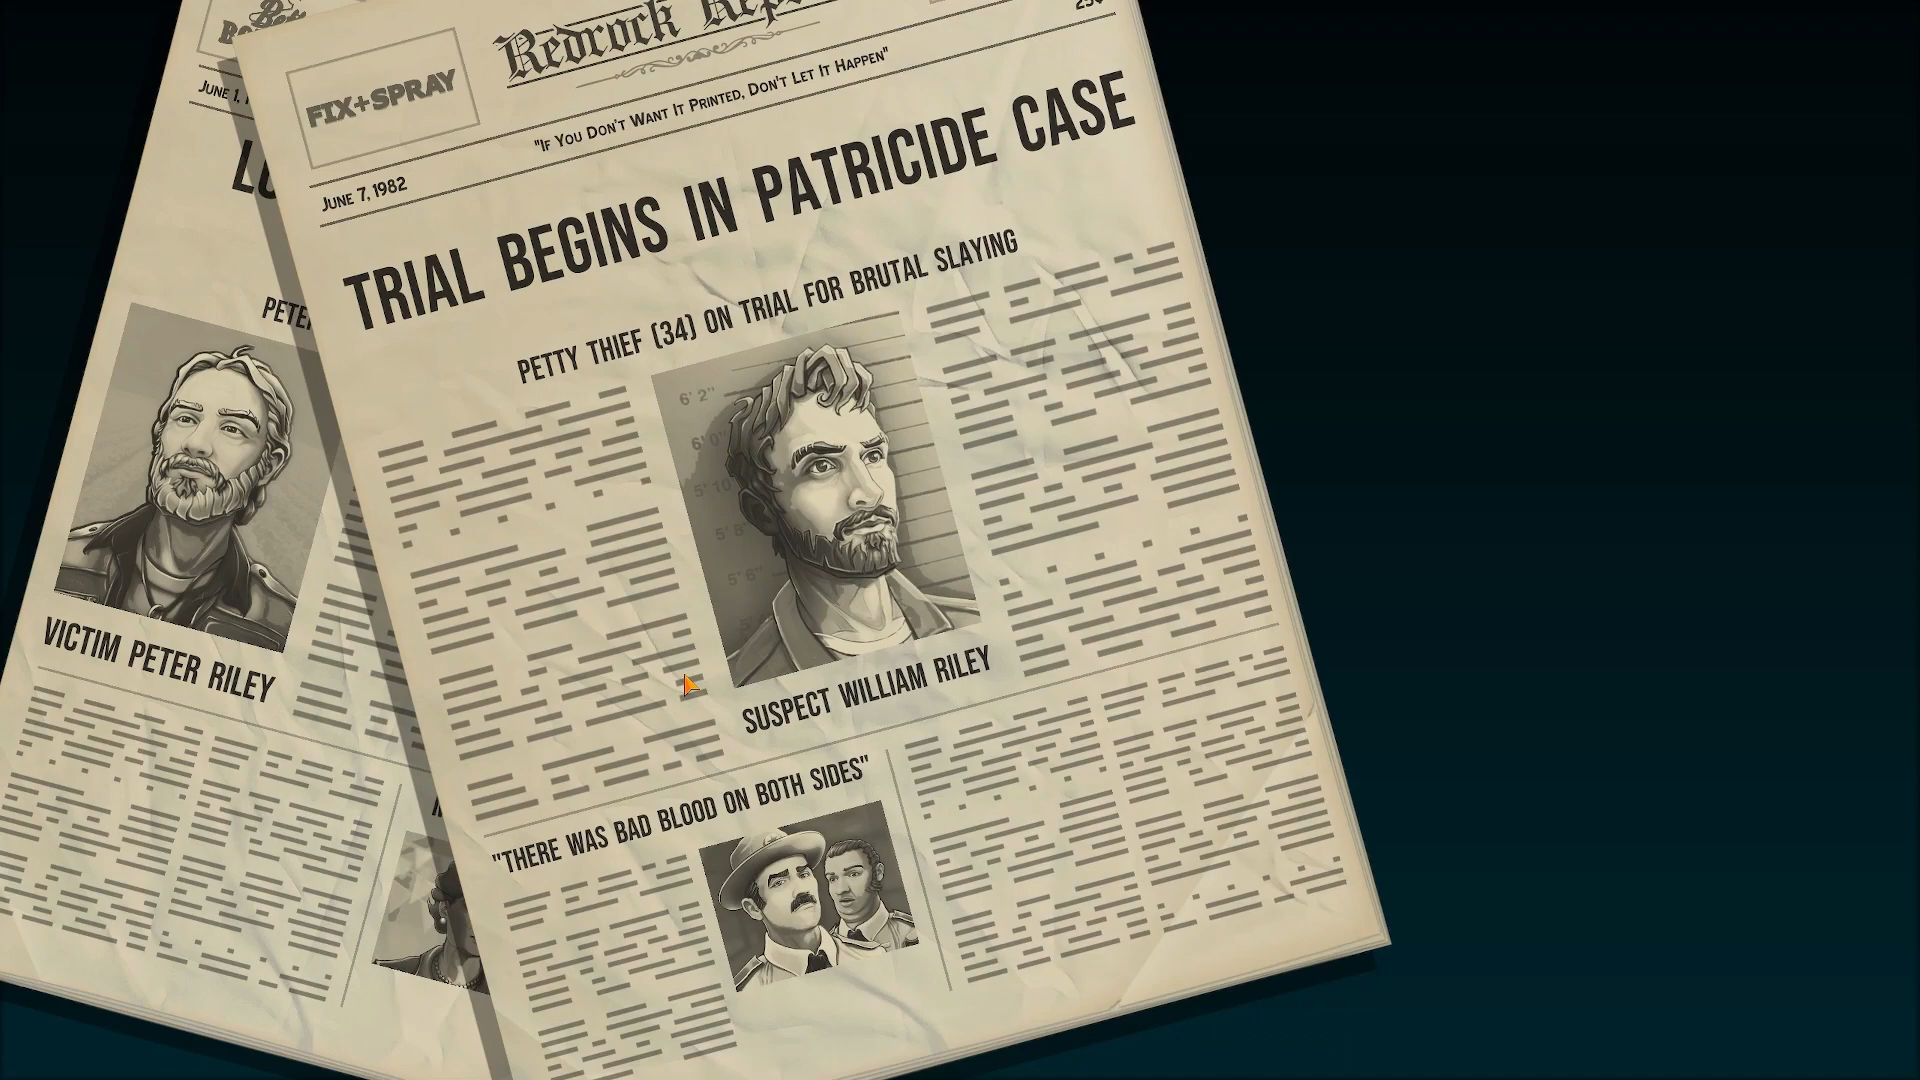 Redrock
25¢
FIX+SPRAY
"If You Don't Want It Printed, Don't Let It Happen"
June 7, 1982
TRIAL BEGINS IN PATRICIDE CASE
PETTY THIEF (34) ON TRIAL FOR BRUTAL SLAYING
6' 2"
6' 0"
5' 10"
5' 8"
5' 6"
SUSPECT WILLIAM RILEY
"THERE WAS BAD BLOOD ON BOTH SIDES"
June 1,
VICTIM PETER RILEY